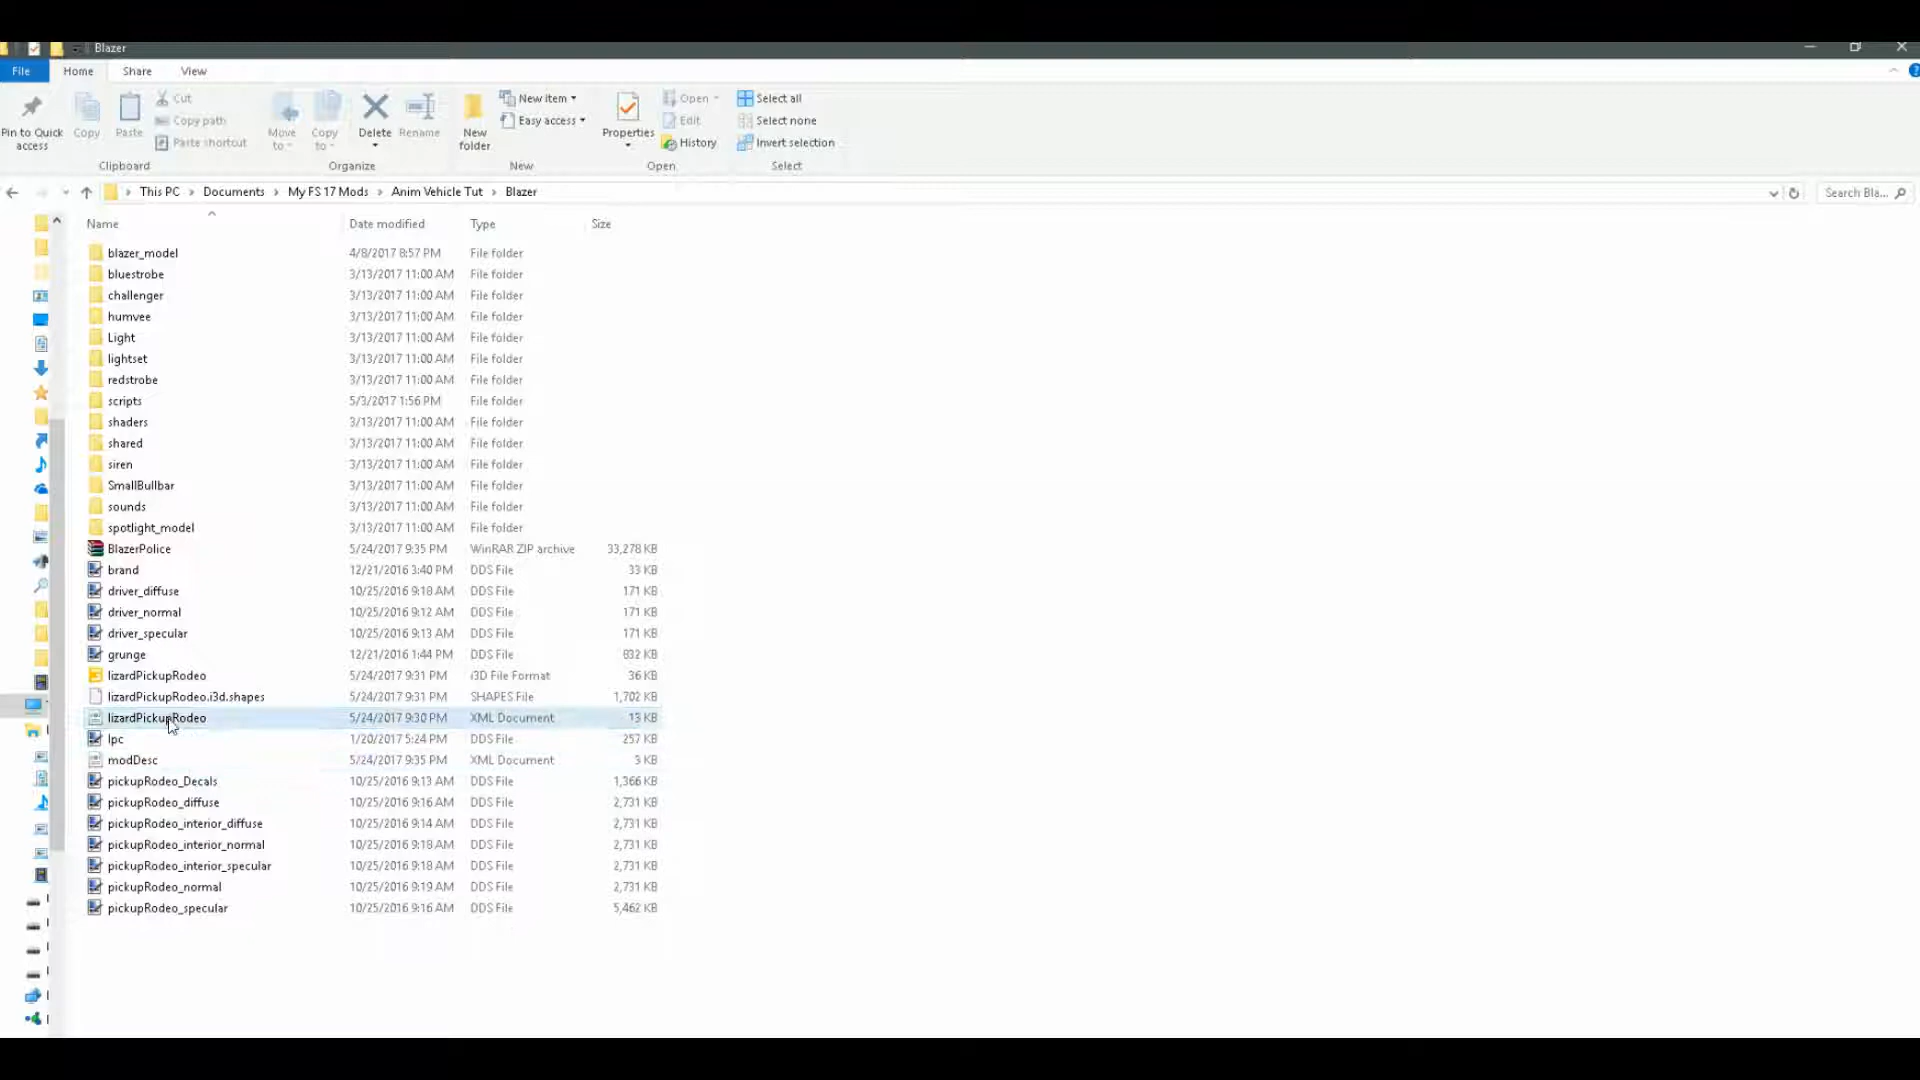 Blazer
File Home Share View
Pin to Quick access
Copy
Paste
Cut
Copy path
Paste shortcut
Clipboard
Move to
Copy to
Delete
Rename
Organize
New folder
New item
Easy access
New
Properties
Open
Edit
History
Open
Select all
Select none
Invert selection
Select
This PC > Documents > My FS 17 Mods > Anim Vehicle Tut > Blazer
Search Bla...
Name Date modified Type Size
blazer_model 4/8/2017 8:57 PM File folder
bluestrobe 3/13/2017 11:00 AM File folder
challenger 3/13/2017 11:00 AM File folder
humvee 3/13/2017 11:00 AM File folder
Light 3/13/2017 11:00 AM File folder
lightset 3/13/2017 11:00 AM File folder
redstrobe 3/13/2017 11:00 AM File folder
scripts 5/3/2017 1:56 PM File folder
shaders 3/13/2017 11:00 AM File folder
shared 3/13/2017 11:00 AM File folder
siren 3/13/2017 11:00 AM File folder
SmallBullbar 3/13/2017 11:00 AM File folder
sounds 3/13/2017 11:00 AM File folder
spotlight_model 3/13/2017 11:00 AM File folder
BlazerPolice 5/24/2017 9:35 PM WinRAR ZIP archive 33,278 KB
brand 12/21/2016 3:40 PM DDS File 33 KB
driver_diffuse 10/25/2016 9:18 AM DDS File 171 KB
driver_normal 10/25/2016 9:12 AM DDS File 171 KB
driver_specular 10/25/2016 9:13 AM DDS File 171 KB
grunge 12/21/2016 1:44 PM DDS File 832 KB
lizardPickupRodeo 5/24/2017 9:31 PM i3D File Format 36 KB
lizardPickupRodeo.i3d.shapes 5/24/2017 9:31 PM SHAPES File 1,702 KB
lizardPickupRodeo 5/24/2017 9:30 PM XML Document 13 KB
lpc 1/20/2017 5:24 PM DDS File 257 KB
modDesc 5/24/2017 9:35 PM XML Document 3 KB
pickupRodeo_Decals 10/25/2016 9:13 AM DDS File 1,366 KB
pickupRodeo_diffuse 10/25/2016 9:16 AM DDS File 2,731 KB
pickupRodeo_interior_diffuse 10/25/2016 9:14 AM DDS File 2,731 KB
pickupRodeo_interior_normal 10/25/2016 9:18 AM DDS File 2,731 KB
pickupRodeo_interior_specular 10/25/2016 9:18 AM DDS File 2,731 KB
pickupRodeo_normal 10/25/2016 9:19 AM DDS File 2,731 KB
pickupRodeo_specular 10/25/2016 9:16 AM DDS File 5,462 KB